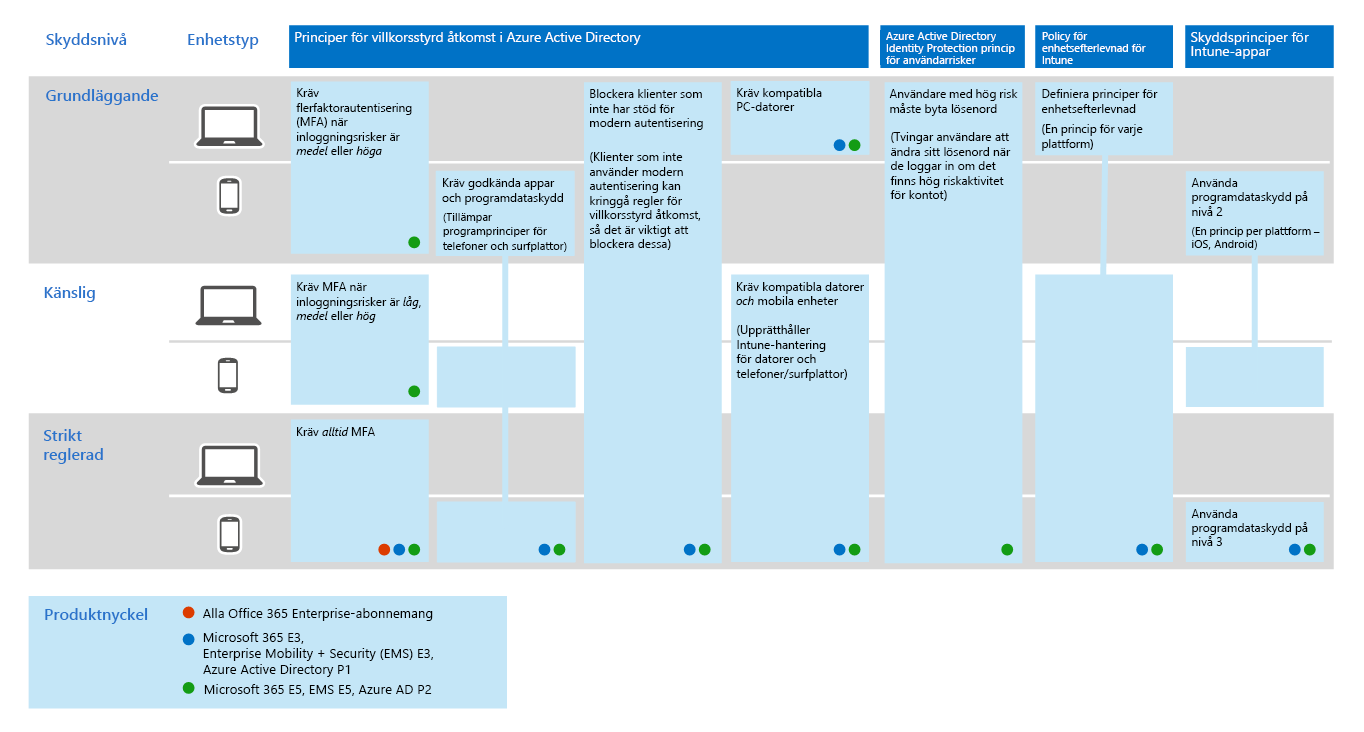 Skyddsnivå
Enhetstyp
Principer för villkorsstyrd åtkomst i Azure Active Directory
Azure Active Directory
Identity Protection princip
för användarrisker
Policy för
enhetsefterlevnad för
Intune
Skyddsprinciper för
Intune-appar
Grundläggande
Kräv
flerfaktorautentisering
(MFA) när
inloggningsrisker är
medel eller höga
Kräv godkända appar
och programdataskydd
(Tillämpar
programprinciper för
telefoner och surfplattor)
Blockera klienter som
inte har stöd för
modern autentisering
(Klienter som inte
använder modern
autentisering kan
kringgå regler för
villkorsstyrd åtkomst,
så det är viktigt att
blockera dessa)
Kräv kompatibla
PC-datorer
Användare med hög risk
måste byta lösenord
(Tvingar användare att
ändra sitt lösenord när
de loggar in om det
finns hög riskaktivitet
för kontot)
Definiera principer för
enhetsefterlevnad
(En princip för varje
plattform)
Använda
programdataskydd på
nivå 2
(En princip per plattform –
iOS, Android)
Känslig
Kräv MFA när
inloggningsrisker är låg,
medel eller hög
Kräv kompatibla datorer
och mobila enheter
(Upprätthåller
Intune-hantering
för datorer och
telefoner/surfplattor)
Strikt
reglerad
Kräv alltid MFA
Använda
programdataskydd på
nivå 3
Produktnyckel
Alla Office 365 Enterprise-abonnemang
Microsoft 365 E3,
Enterprise Mobility + Security (EMS) E3,
Azure Active Directory P1
Microsoft 365 E5, EMS E5, Azure AD P2